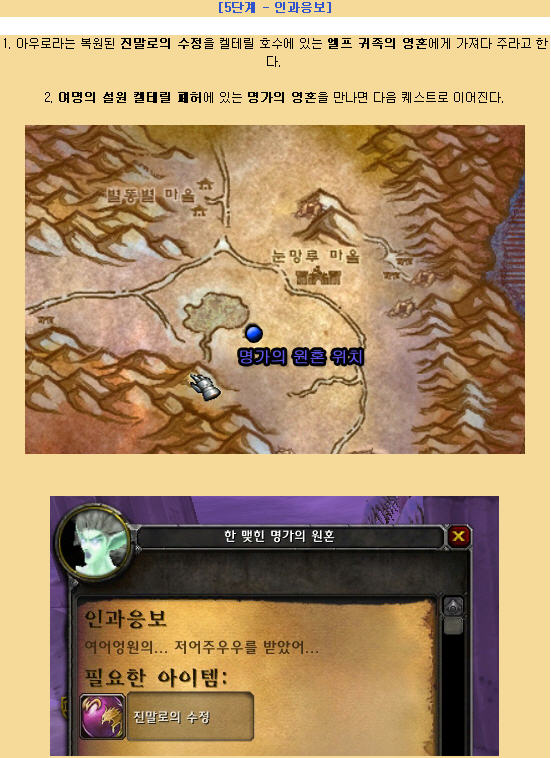 [5단계 - 인과응보]
1. 아우로라는 복원된 진말로의 수정을 켈테릴 호수에 있는 엘프 귀족의 영혼에게 가져다 주라고 한
다.
2. 여명의 설원 켈테릴 폐허에 있는 명가의 영혼을 만나면 다음 퀘스트로 이어진다.
별똥별 마을
눈망루 마을
명가의 원혼 위치
한 맺힌 명가의 원혼
인과응보
여어엉원의... 저어주우우를 받았어...
필요한 아이템:
진말로의 수정